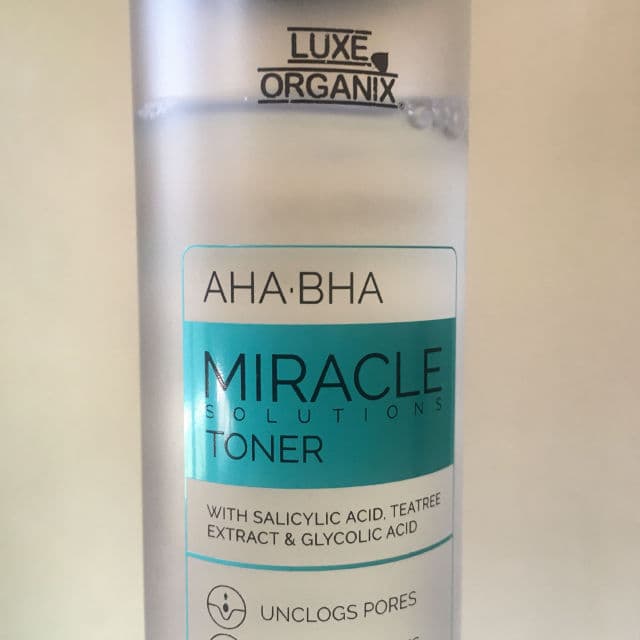 LUXE
ORGANIX
AHA·BHA
MIRACLE
SOLUTIONS
TONER
WITH SALICYLIC ACID, TEATREE
EXTRACT & GLYCOLIC ACID
UNCLOGS PORES